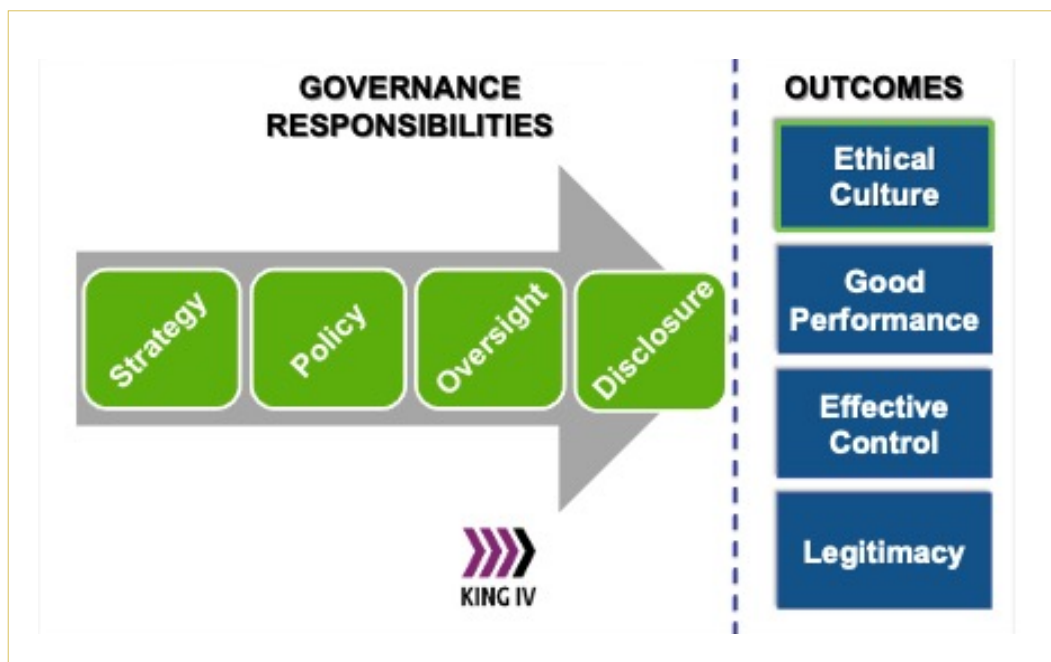 GOVERNANCE
RESPONSIBILITIES
Strategy
Policy
Oversight
Disclosure
KING IV
OUTCOMES
Ethical
Culture
Good
Performance
Effective
Control
Legitimacy